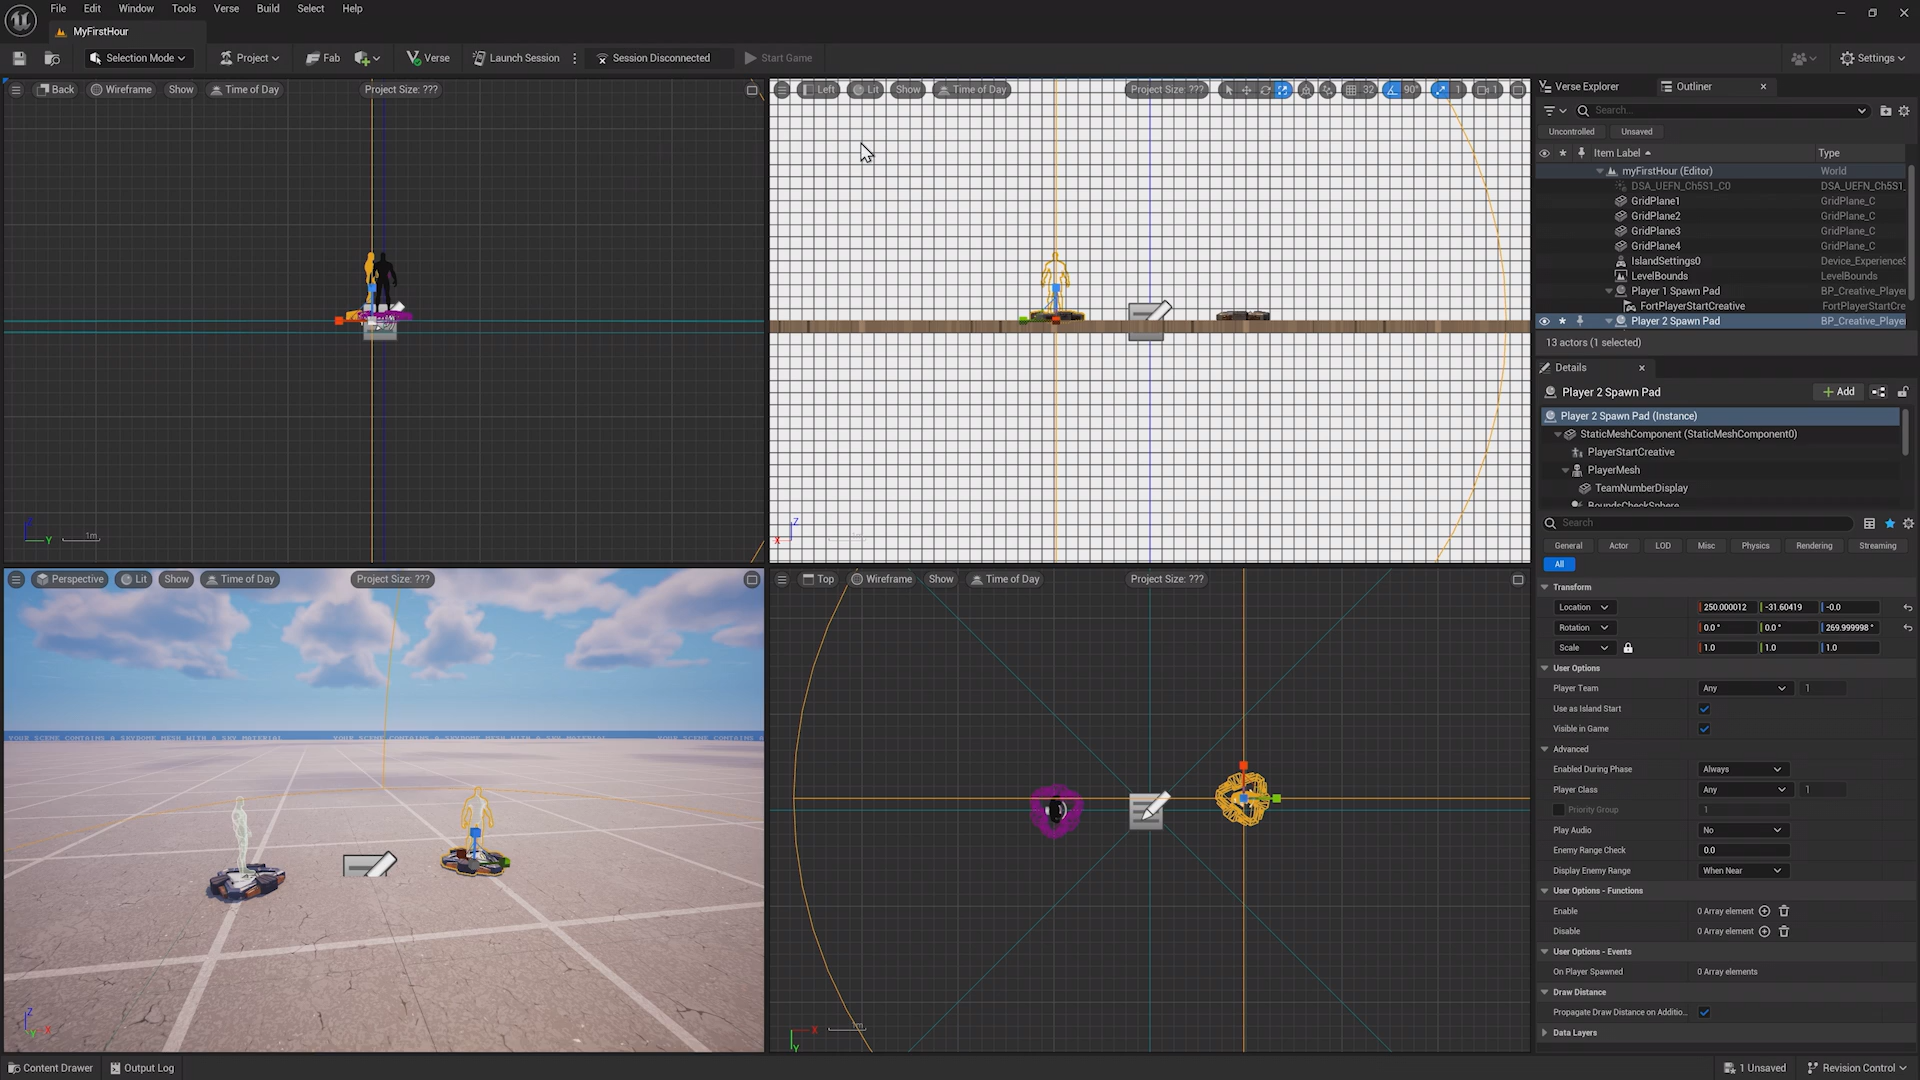 File Edit Window Tools Verse Build Select Help
MyFirstHour
Selection Mode Project Fab Verse Launch Session Session Disconnected Start Game Settings
Back Wireframe Show Time of Day Project Size: ???
Y
1m
Left Lit Show Time of Day Project Size: ??? 32 90° 1 1
Z
X
Perspective Lit Show Time of Day Project Size: ???
YOUR SCENE CONTAINS A SKYDOME MESH WITH A SKY MATERIAL
Z
Y
X
Top Wireframe Show Time of Day Project Size: ???
X
Y
1m
Verse Explorer Outliner
Search...
Uncontrolled Unsaved
Item Label Type
myFirstHour (Editor) World
DSA_UEFN_Ch5S1_C0 DSA_UEFN_Ch5S1_
GridPlane1 GridPlane_C
GridPlane2 GridPlane_C
GridPlane3 GridPlane_C
GridPlane4 GridPlane_C
IslandSettings0 Device_Experience
LevelBounds LevelBounds
Player 1 Spawn Pad BP_Creative_Player
FortPlayerStartCreative FortPlayerStartCre
Player 2 Spawn Pad BP_Creative_Player
13 actors (1 selected)
Details
Player 2 Spawn Pad Add
Player 2 Spawn Pad (Instance)
StaticMeshComponent (StaticMeshComponent0)
PlayerStartCreative
PlayerMesh
TeamNumberDisplay
BoundsCheckSphere
Search
General Actor LOD Misc Physics Rendering Streaming
All
Transform
Location 250.000012 -31.60419 -0.0
Rotation 0.0 ° 0.0 ° 269.999998 °
Scale 1.0 1.0 1.0
User Options
Player Team Any 1
Use as Island Start
Visible in Game
Advanced
Enabled During Phase Always
Player Class Any 1
Priority Group 1
Play Audio No
Enemy Range Check 0.0
Display Enemy Range When Near
User Options - Functions
Enable 0 Array element
Disable 0 Array element
User Options - Events
On Player Spawned 0 Array elements
Draw Distance
Propagate Draw Distance on Additio...
Data Layers
Content Drawer Output Log 1 Unsaved Revision Control